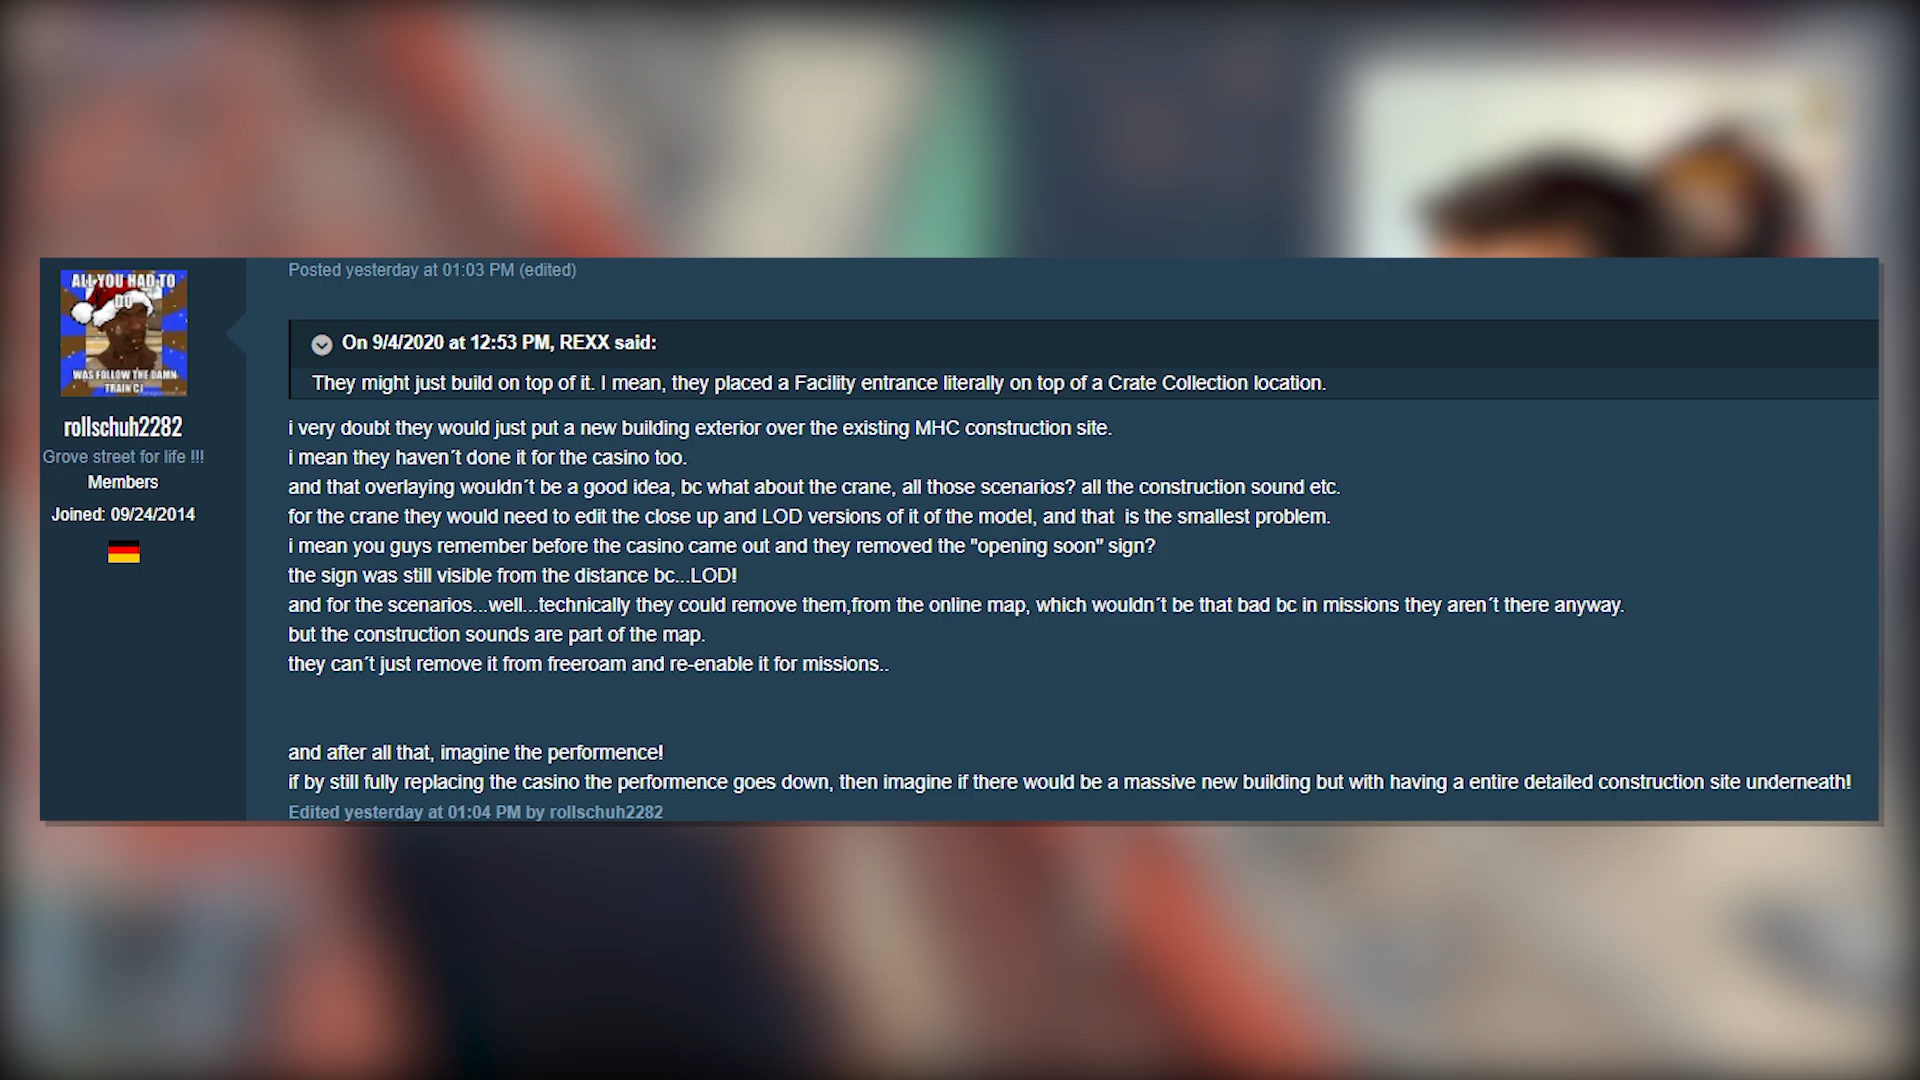 ALL YOU HAD TO
DO
WAS FOLLOW THE DAMN
TRAIN CJ
rollschuh2282
Grove street for life !!!
Members
Joined: 09/24/2014
Posted yesterday at 01:03 PM (edited)
On 9/4/2020 at 12:53 PM, REXX said:
They might just build on top of it. I mean, they placed a Facility entrance literally on top of a Crate Collection location.
i very doubt they would just put a new building exterior over the existing MHC construction site.
i mean they haven´t done it for the casino too.
and that overlaying wouldn´t be a good idea, bc what about the crane, all those scenarios? all the construction sound etc.
for the crane they would need to edit the close up and LOD versions of it of the model, and that  is the smallest problem.
i mean you guys remember before the casino came out and they removed the "opening soon" sign?
the sign was still visible from the distance bc...LOD!
and for the scenarios...well...technically they could remove them,from the online map, which wouldn´t be that bad bc in missions they aren´t there anyway.
but the construction sounds are part of the map.
they can´t just remove it from freeroam and re-enable it for missions..
and after all that, imagine the performence!
if by still fully replacing the casino the performence goes down, then imagine if there would be a massive new building but with having a entire detailed construction site underneath!
Edited yesterday at 01:04 PM by rollschuh2282